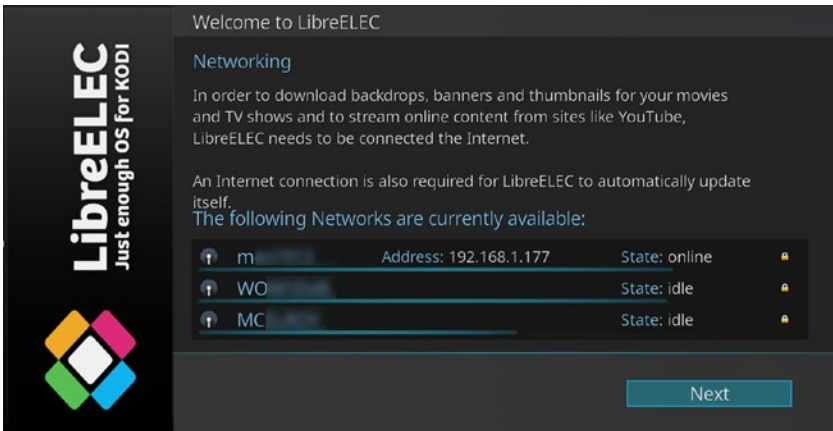 Welcome to LibreELEC
LibreELEC
Just enough OS for KODI
Networking
In order to download backdrops, banners and thumbnails for your movies
and TV shows and to stream online content from sites like YouTube,
LibreELEC needs to be connected the Internet.
An Internet connection is also required for LibreELEC to automatically update
itself.
The following Networks are currently available:
m Address: 192.168.1.177 State: online
WO State: idle
MC State: idle
Next